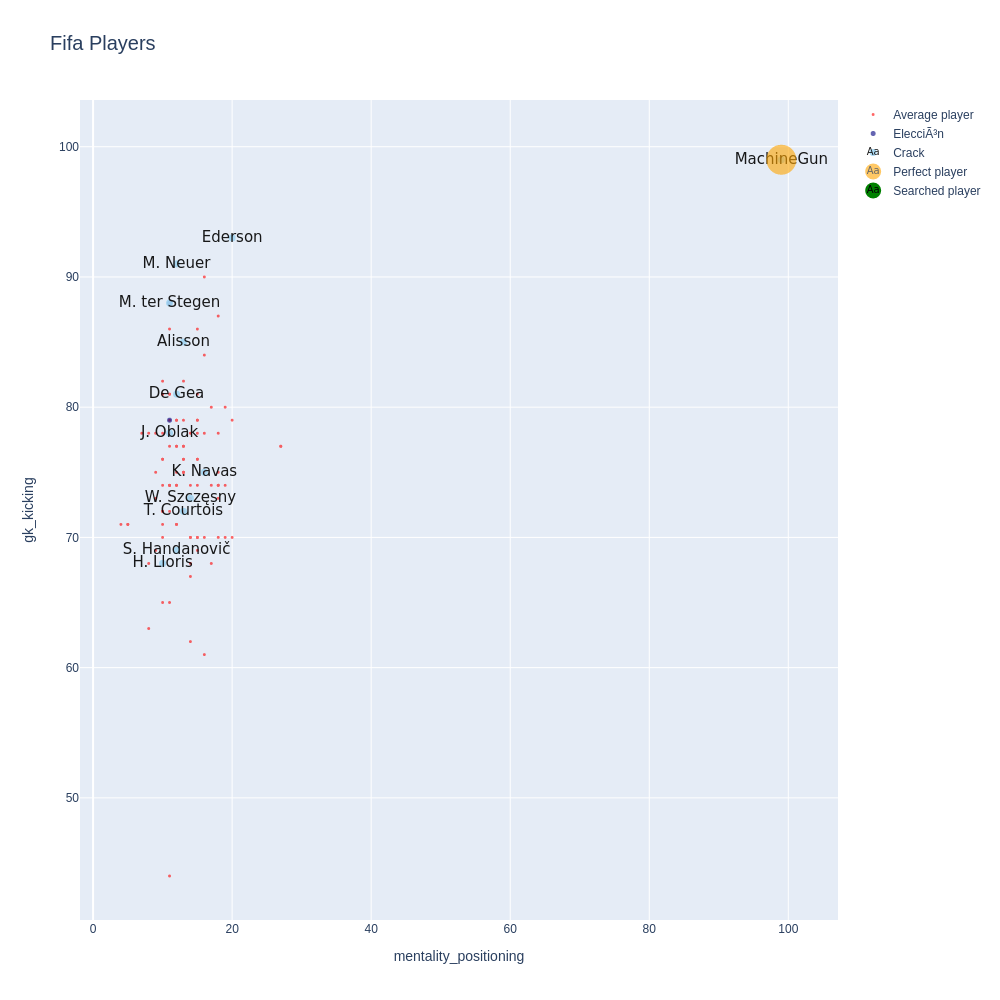 Fifa Players
100
90
80
70
60
50
0
20
40
60
80
100
gk_kicking
mentality_positioning
MachineGun
Ederson
M. Neuer
M. ter Stegen
Alisson
De Gea
J. Oblak
K. Navas
W. Szczęsny
T. Courtois
S. Handanovič
H. Lloris
Average player
ElecciÃ³n
Aa Crack
Aa Perfect player
Aa Searched player